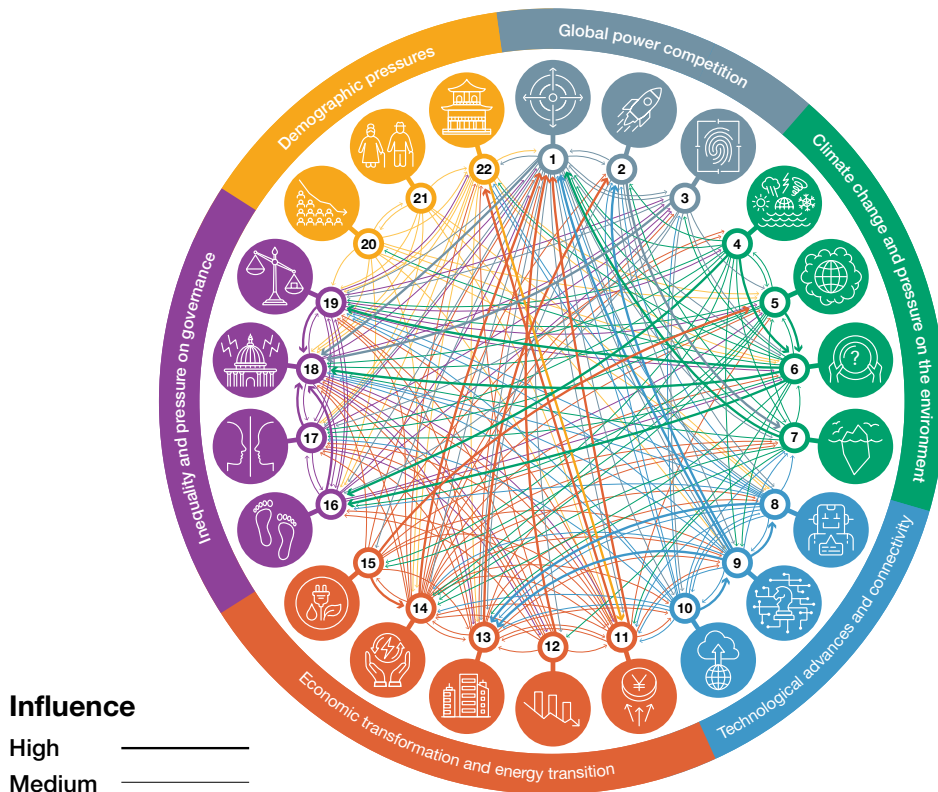 Global power competition
Climate change and pressure on the environment
Technological advances and connectivity
Economic transformation and energy transition
Inequality and pressure on governance
Demographic pressures
1
2
3
4
5
6
7
8
9
10
11
12
13
14
15
16
17
18
19
20
21
22
?
¥
Influence
High
Medium